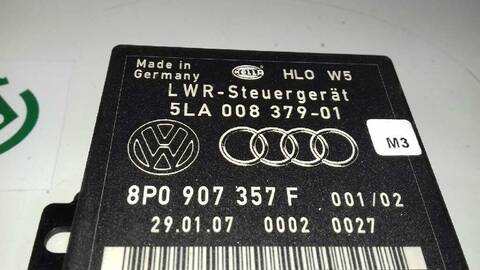 Made in
Germany
HELLA
HLO W5
LWR-Steuergerät
5LA 008 379-01
M3
8P0 907 357 F 001/02
29.01.07 0002 0027